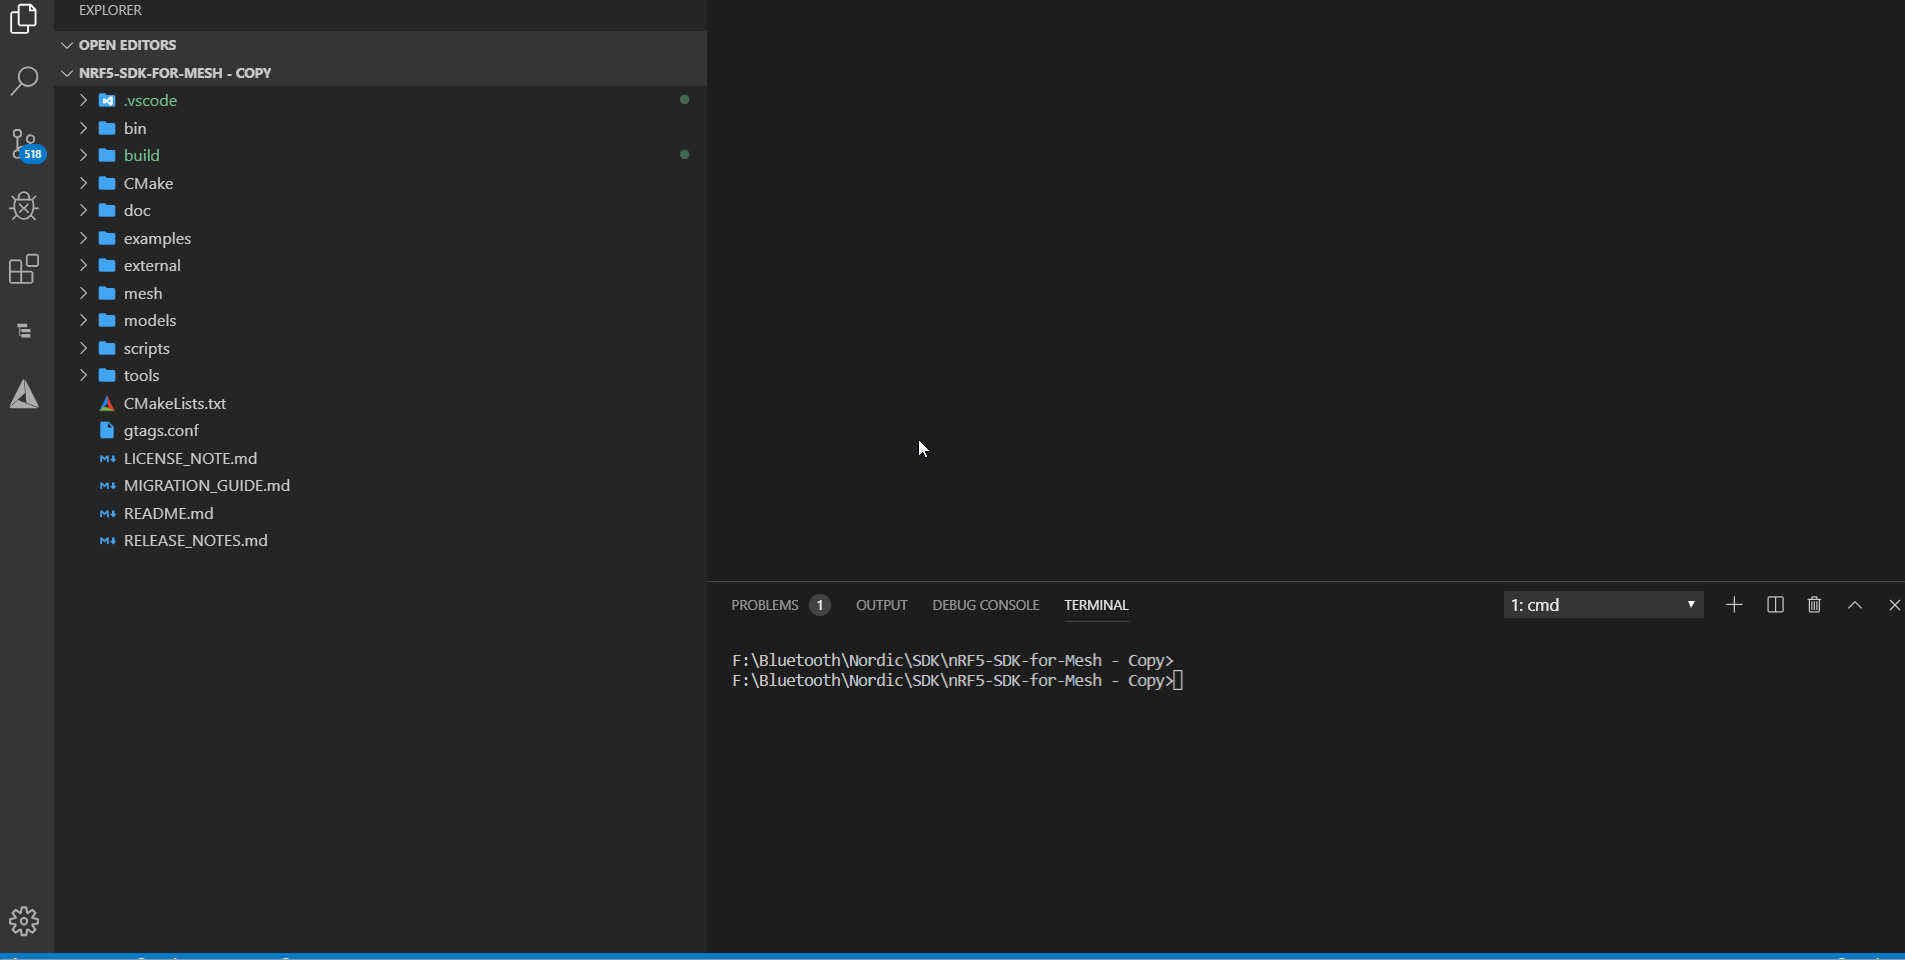 EXPLORER
OPEN EDITORS
NRF5-SDK-FOR-MESH - COPY
.vscode
bin
518
build
CMake
doc
examples
external
mesh
models
scripts
tools
CMakeLists.txt
gtags.conf
LICENSE_NOTE.md
MIGRATION_GUIDE.md
README.md
RELEASE_NOTES.md
PROBLEMS 1 OUTPUT DEBUG CONSOLE TERMINAL 1: cmd
F:\Bluetooth\Nordic\SDK\nRF5-SDK-for-Mesh - Copy>
F:\Bluetooth\Nordic\SDK\nRF5-SDK-for-Mesh - Copy>